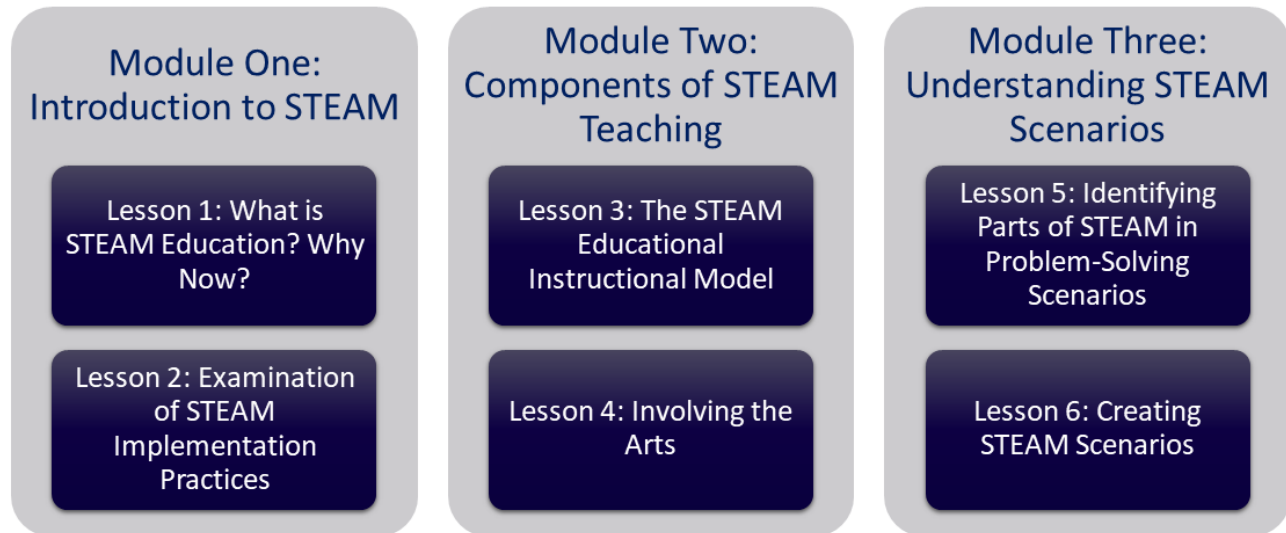 Module One:
Introduction to STEAM
Lesson 1: What is
STEAM Education? Why
Now?
Lesson 2: Examination
of STEAM
Implementation
Practices
Module Two:
Components of STEAM
Teaching
Lesson 3: The STEAM
Educational
Instructional Model
Lesson 4: Involving the
Arts
Module Three:
Understanding STEAM
Scenarios
Lesson 5: Identifying
Parts of STEAM in
Problem-Solving
Scenarios
Lesson 6: Creating
STEAM Scenarios